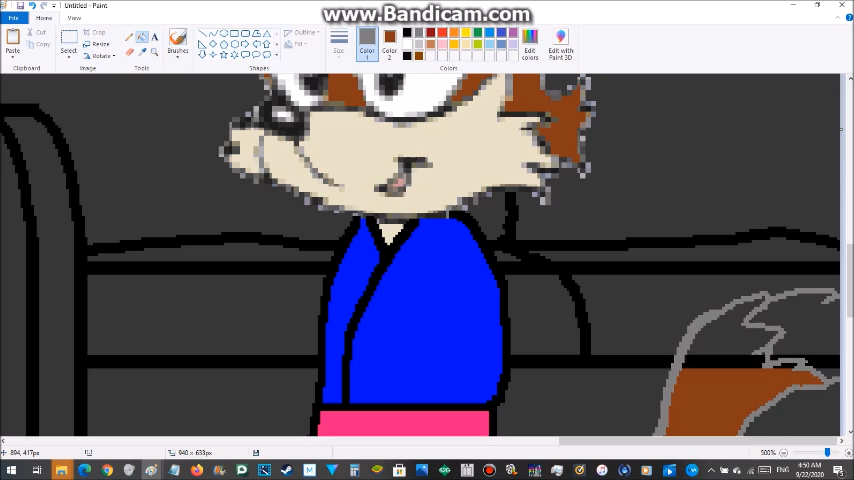 Untitled - Paint
www.Bandicam.com
File
Home
View
Paste
Cut
Copy
Clipboard
Select
Crop
Resize
Rotate
Image
A
Tools
Brushes
Shapes
Outline
Fill
Size
Color
1
Color
2
Edit
colors
Edit with
Paint 3D
Colors
894, 417px
940 × 633px
500%
ENG
4:50 AM
9/22/2020